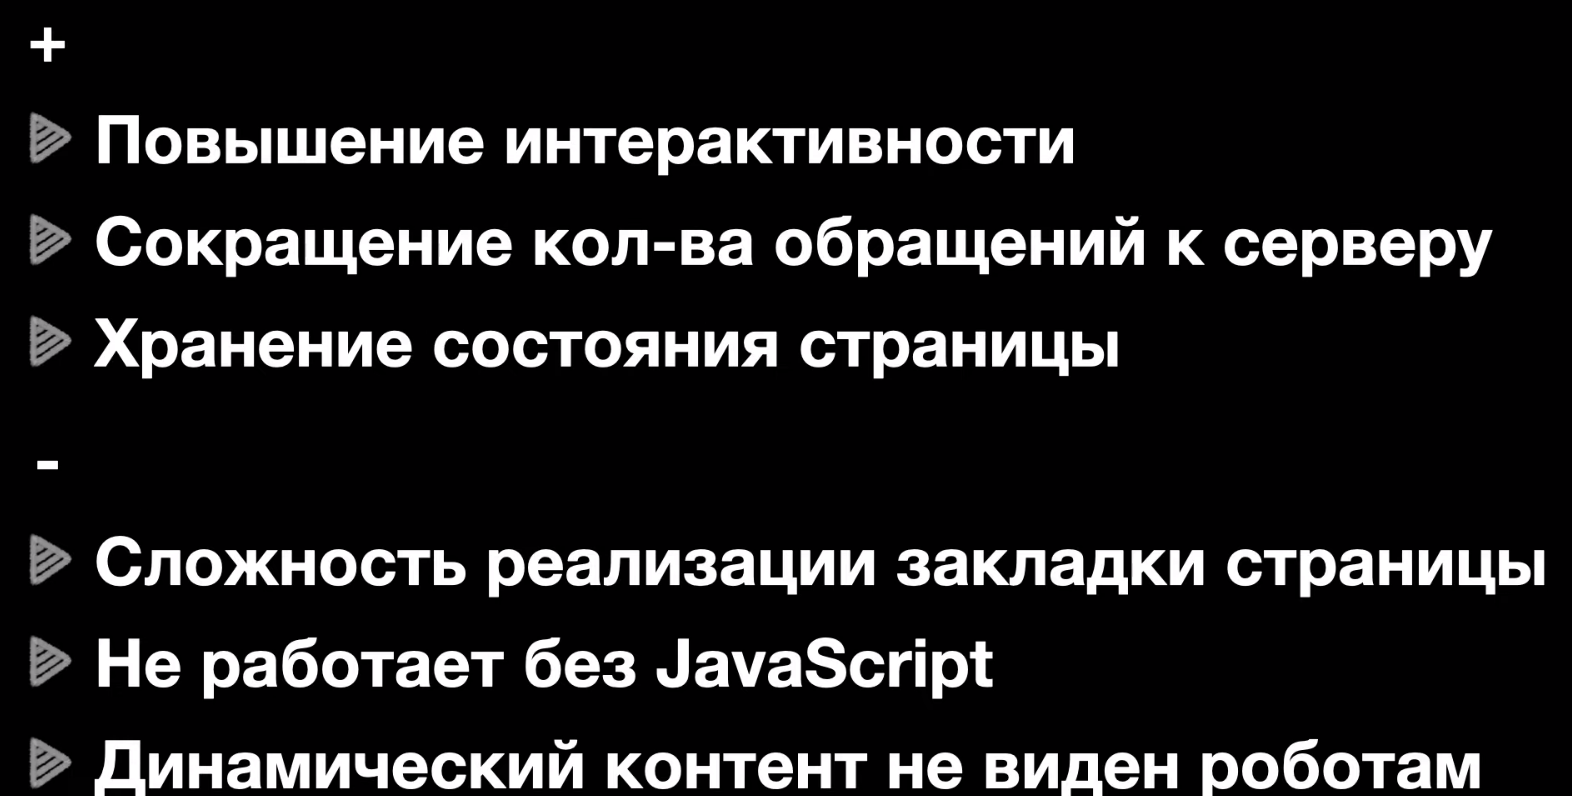 +
Повышение интерактивности
Сокращение кол-ва обращений к серверу
Хранение состояния страницы
-
Сложность реализации закладки страницы
Не работает без JavaScript
Динамический контент не виден роботам